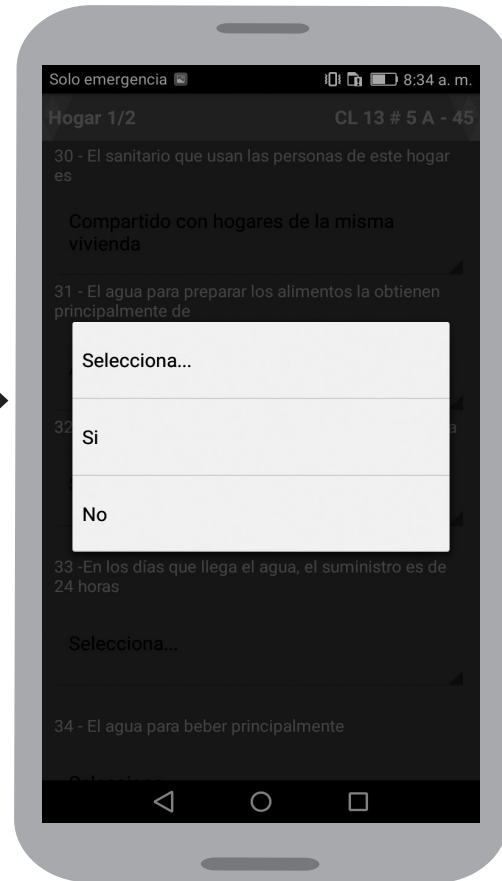 Solo emergencia 8:34 a. m.
Hogar 1/2 CL 13 # 5 A - 45
30 - El sanitario que usan las personas de este hogar
es
Compartido con hogares de la misma
vivienda
31 - El agua para preparar los alimentos la obtienen
principalmente de
Selecciona...
32
a
Si
No
33 -En los días que llega el agua, el suministro es de
24 horas
Selecciona...
34 - El agua para beber principalmente